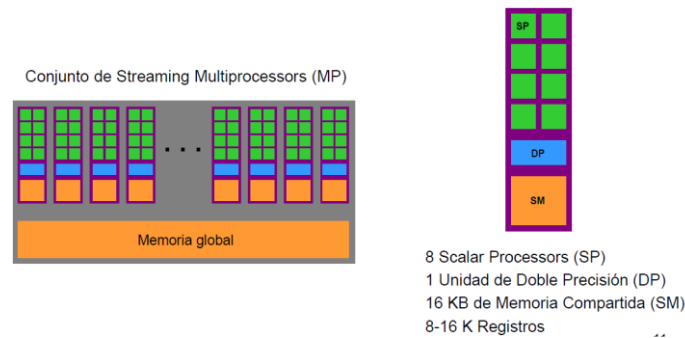 Conjunto de Streaming Multiprocessors (MP)
Memoria global
SP
DP
SM
8 Scalar Processors (SP)
1 Unidad de Doble Precisión (DP)
16 KB de Memoria Compartida (SM)
8-16 K Registros